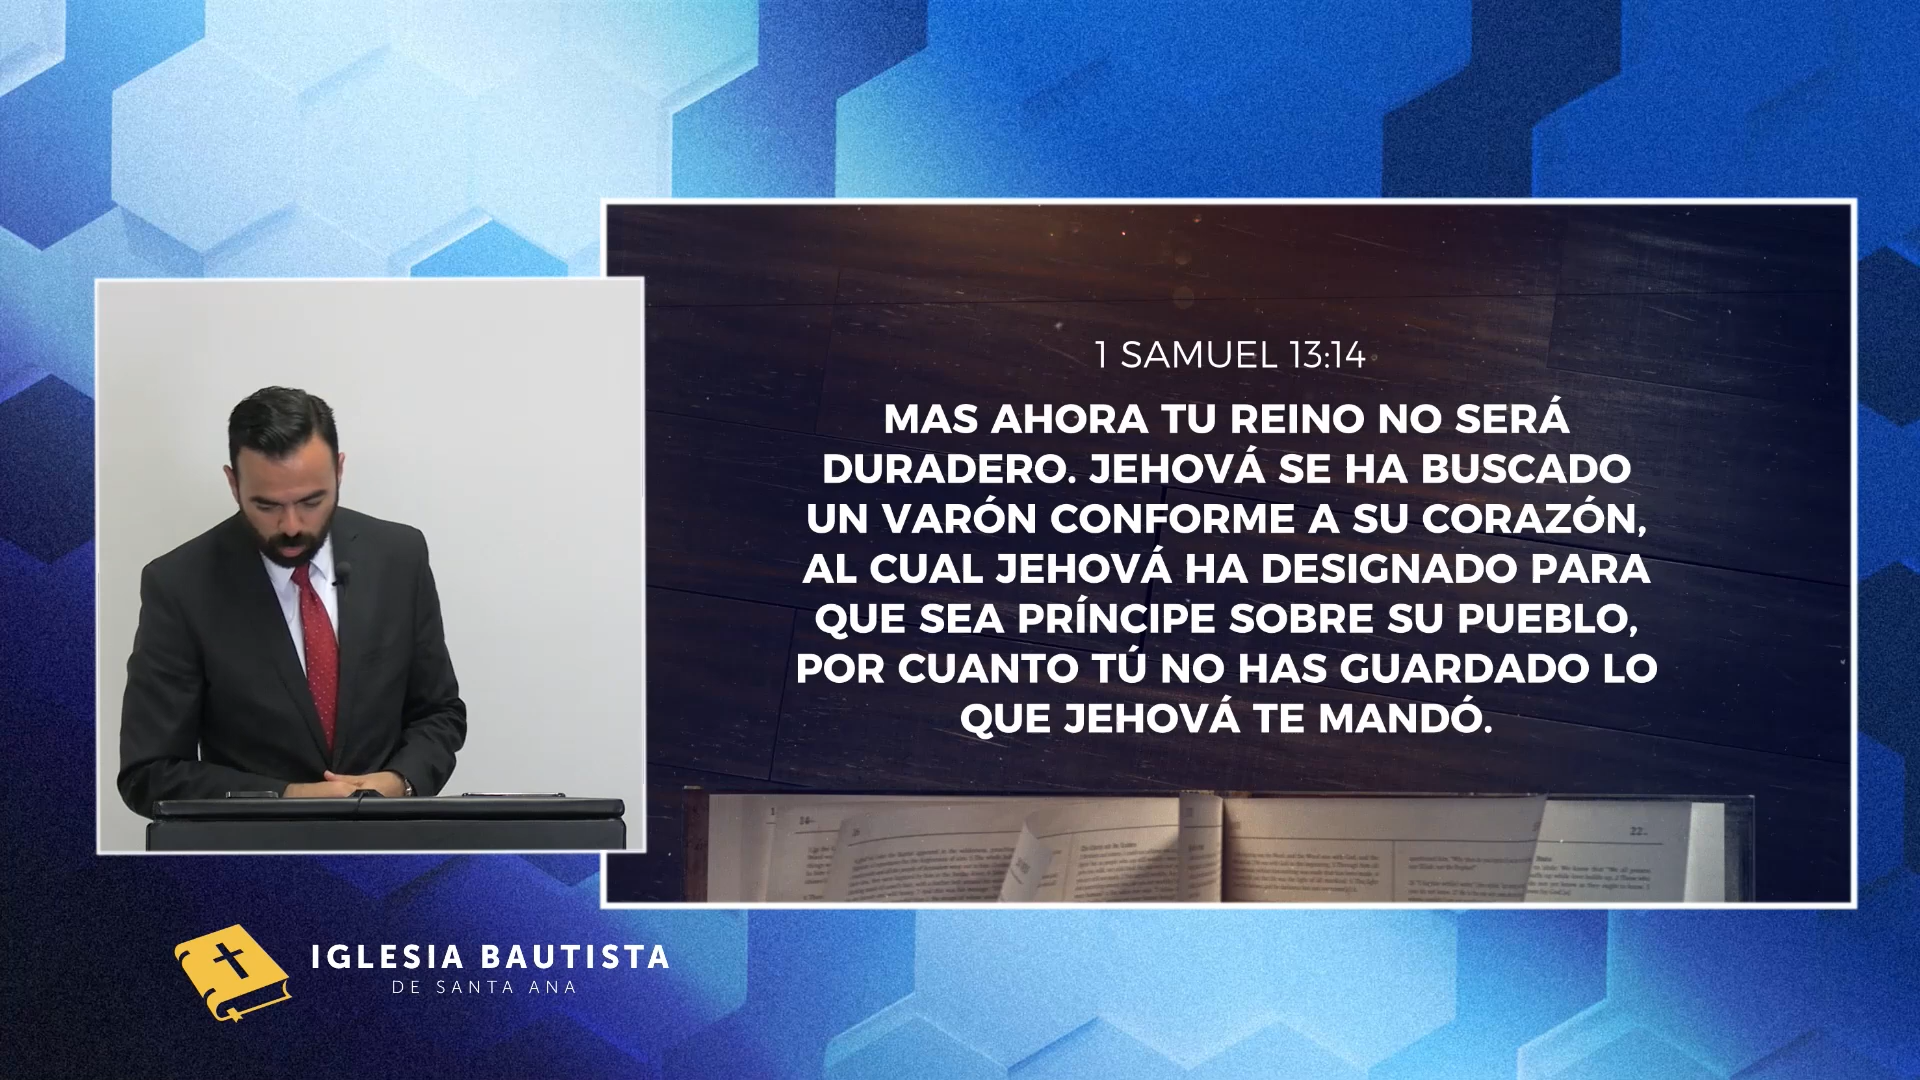 1 SAMUEL 13:14
MAS AHORA TU REINO NO SERÁ
DURADERO. JEHOVÁ SE HA BUSCADO
UN VARÓN CONFORME A SU CORAZÓN,
AL CUAL JEHOVÁ HA DESIGNADO PARA
QUE SEA PRÍNCIPE SOBRE SU PUEBLO,
POR CUANTO TÚ NO HAS GUARDADO LO
QUE JEHOVÁ TE MANDÓ.
IGLESIA BAUTISTA
DE SANTA ANA